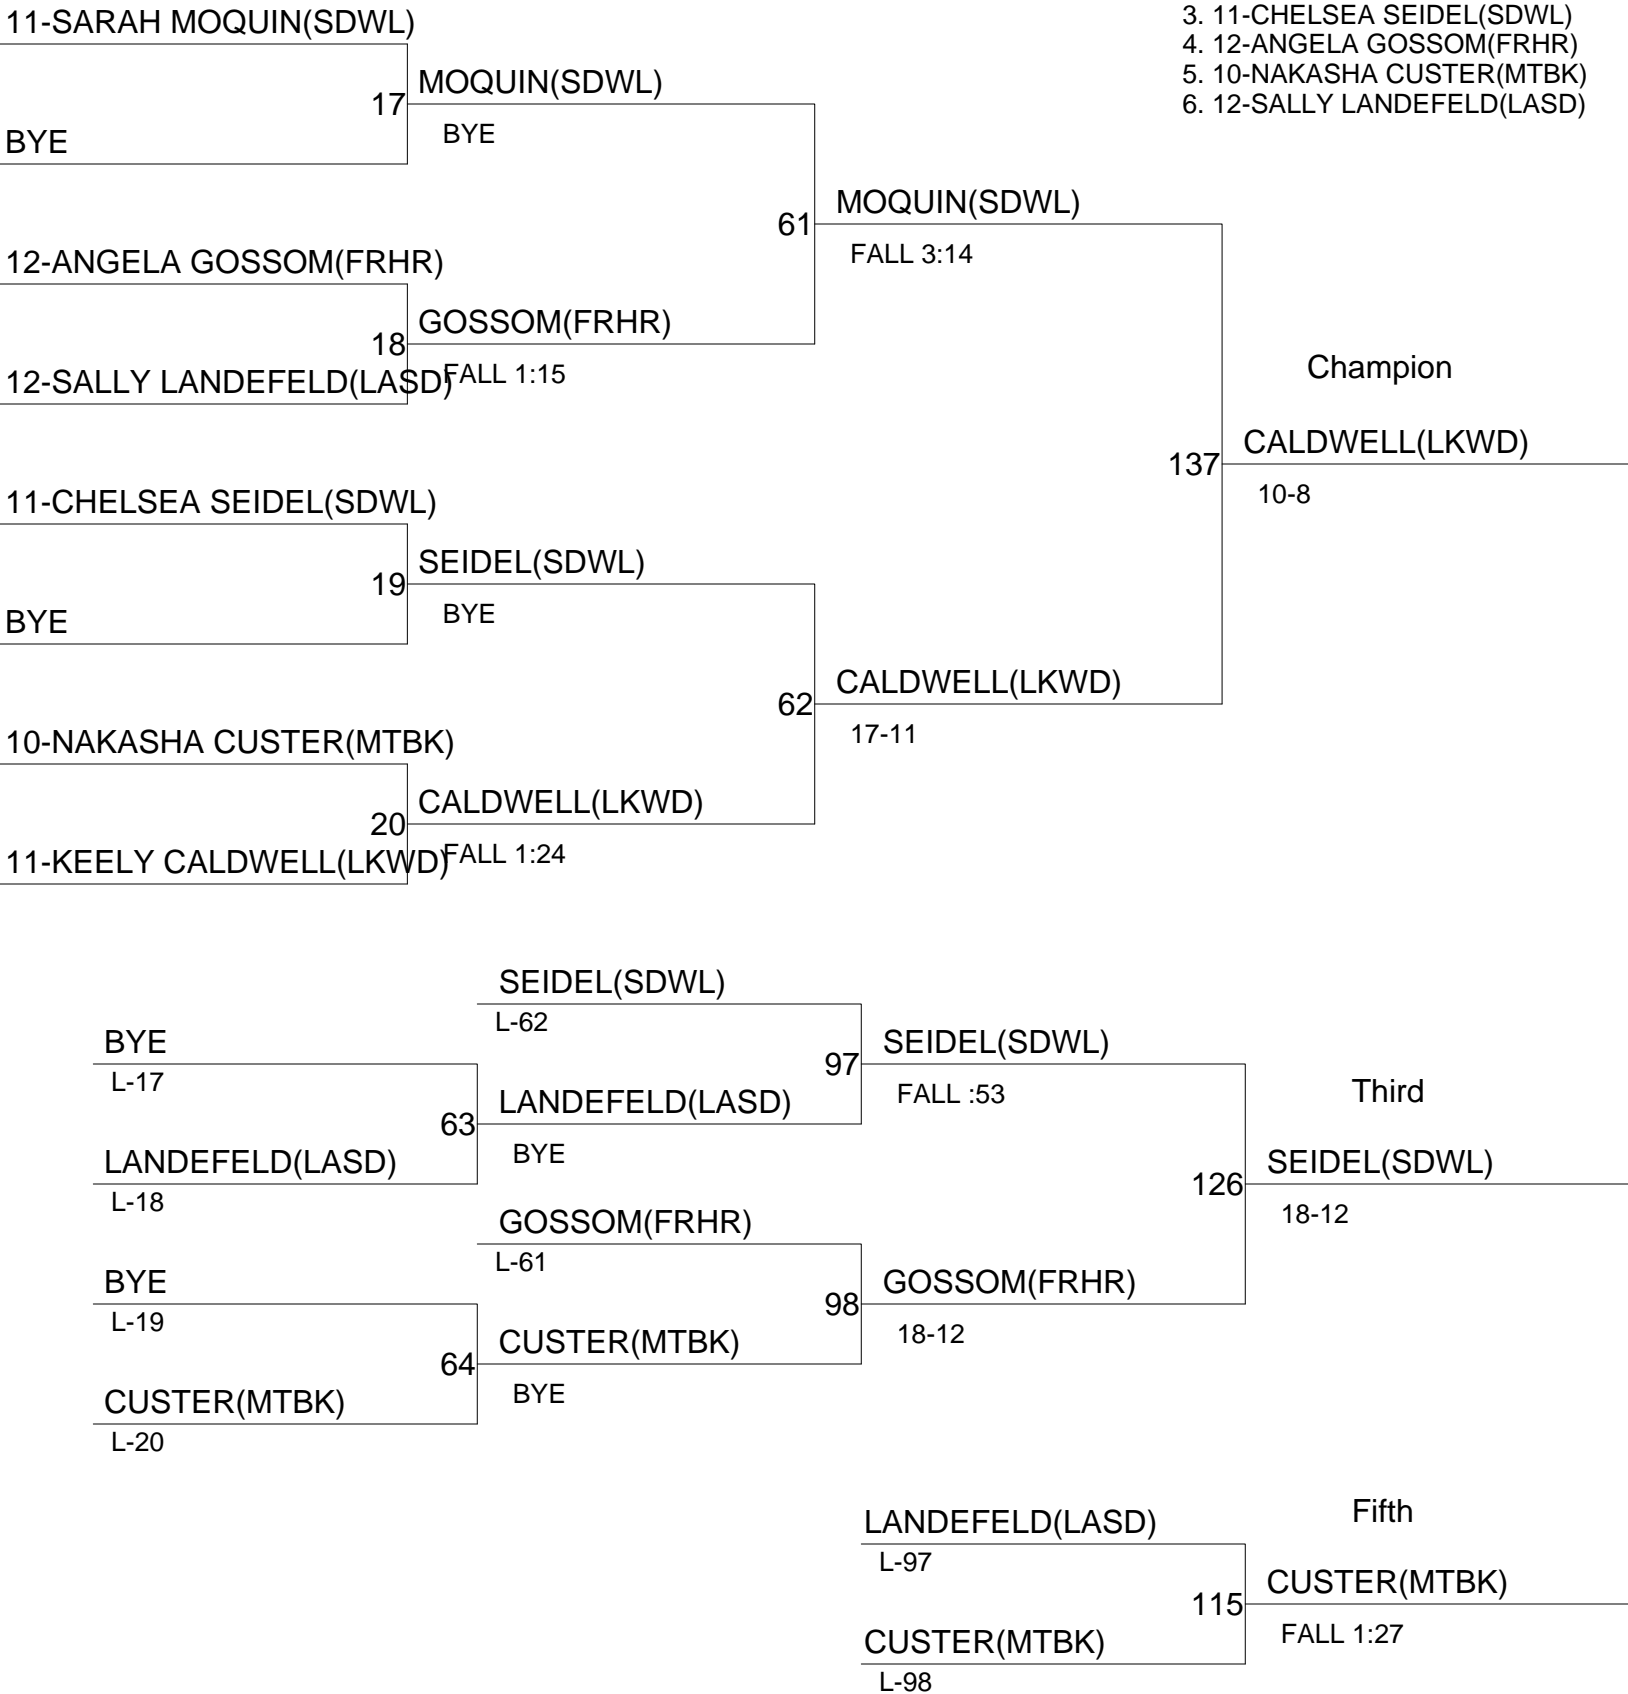 11-SARAH MOQUIN(SDWL)
3. 11-CHELSEA SEIDEL(SDWL)
4. 12-ANGELA GOSSOM(FRHR)
5. 10-NAKASHA CUSTER(MTBK)
6. 12-SALLY LANDEFELD(LASD)
17
MOQUIN(SDWL)
BYE
BYE
61
MOQUIN(SDWL)
FALL 3:14
12-ANGELA GOSSOM(FRHR)
18
GOSSOM(FRHR)
FALL 1:15
12-SALLY LANDEFELD(LASD)
Champion
137
CALDWELL(LKWD)
10-8
11-CHELSEA SEIDEL(SDWL)
19
SEIDEL(SDWL)
BYE
BYE
62
CALDWELL(LKWD)
17-11
10-NAKASHA CUSTER(MTBK)
20
CALDWELL(LKWD)
FALL 1:24
11-KEELY CALDWELL(LKWD)
SEIDEL(SDWL)
L-62
BYE
L-17
97
SEIDEL(SDWL)
FALL :53
63
LANDEFELD(LASD)
BYE
LANDEFELD(LASD)
L-18
Third
126
SEIDEL(SDWL)
18-12
GOSSOM(FRHR)
L-61
BYE
L-19
98
GOSSOM(FRHR)
18-12
64
CUSTER(MTBK)
BYE
CUSTER(MTBK)
L-20
Fifth
LANDEFELD(LASD)
L-97
115
CUSTER(MTBK)
FALL 1:27
CUSTER(MTBK)
L-98